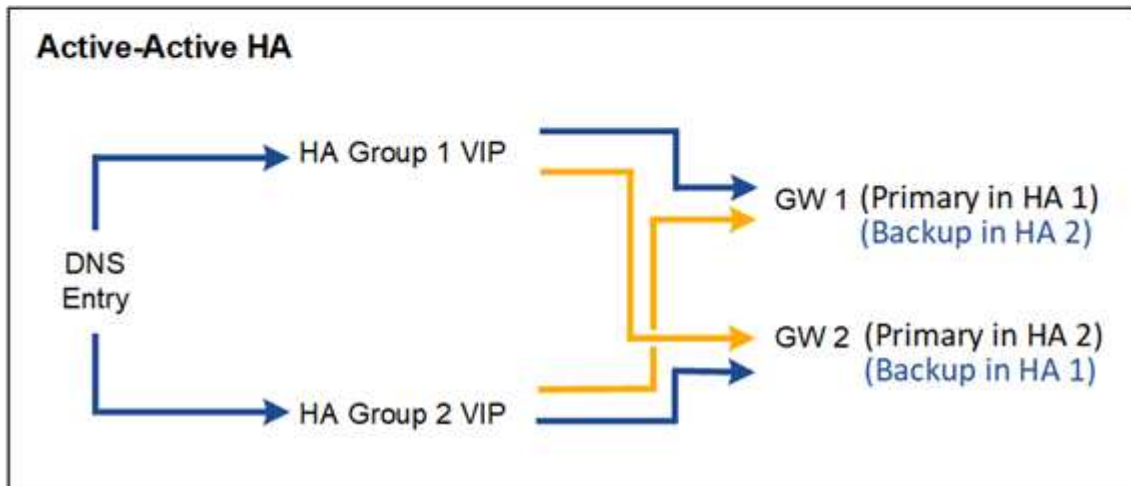 Active-Active HA
HA Group 1 VIP
GW 1 (Primary in HA 1)
(Backup in HA 2)
DNS
Entry
GW 2 (Primary in HA 2)
(Backup in HA 1)
HA Group 2 VIP